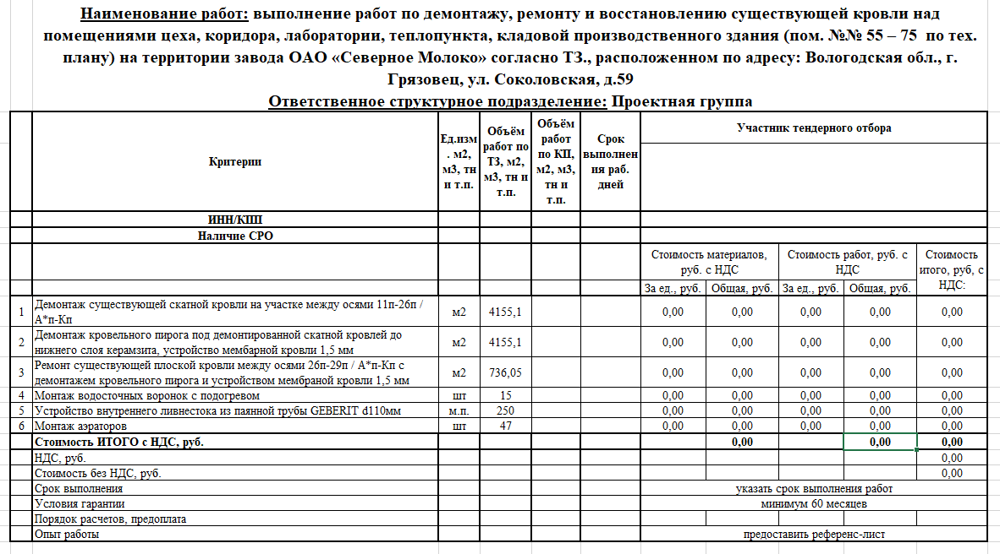 Наименование работ: выполнение работ по демонтажу, ремонту и восстановлению существующей кровли над
помещениями цеха, коридора, лаборатории, теплопункта, кладовой производственного здания (пом. №№ 55 – 75 по тех.
плану) на территории завода ОАО «Северное Молоко» согласно ТЗ., расположенном по адресу: Вологодская обл., г.
Грязовец, ул. Соколовская, д.59
Ответственное структурное подразделение: Проектная группа
Критерии
Ед.изм
. м2,
м3, тн
и т.п.
Объём
работ по
ТЗ, м2,
м3, тн и
т.п.
Объём
работ
по КП,
м2, м3,
тн и
т.п.
Срок
выполнен
ия раб.
дней
Участник тендерного отбора
ИНН/КПП
Наличие СРО
Стоимость материалов,
руб. с НДС
Стоимость работ, руб. с
НДС
Стоимость
итого, руб, с
НДС:
За ед., руб. Общая, руб. За ед., руб. Общая, руб.
1 Демонтаж существующей скатной кровли на участке между осями 11п-26п /
А*п-Кп
м2 4155,1 0,00 0,00 0,00 0,00 0,00
2 Демонтаж кровельного пирога под демонтированной скатной кровлей до
нижнего слоя керамзита, устройство мембарной кровли 1,5 мм
м2 4155,1 0,00 0,00 0,00 0,00 0,00
3 Ремонт существующей плоской кровли между осями 26п-29п / А*п-Кп с
демонтажем кровельного пирога и устройством мембраной кровли 1,5 мм
м2 736,05 0,00 0,00 0,00 0,00 0,00
4 Монтаж водосточных воронок с подогревом шт 15 0,00 0,00 0,00 0,00 0,00
5 Устройство внутреннего ливнестока из паянной трубы GEBERIT d110мм м.п. 250 0,00 0,00 0,00 0,00 0,00
6 Монтаж аэраторов шт 47 0,00 0,00 0,00 0,00 0,00
Стоимость ИТОГО с НДС, руб. 0,00 0,00 0,00
НДС, руб. 0,00
Стоимость без НДС, руб. 0,00
Срок выполнения указать срок выполнения работ
Условия гарантии минимум 60 месяцев
Порядок расчетов, предоплата
Опыт работы предоставить референс-лист